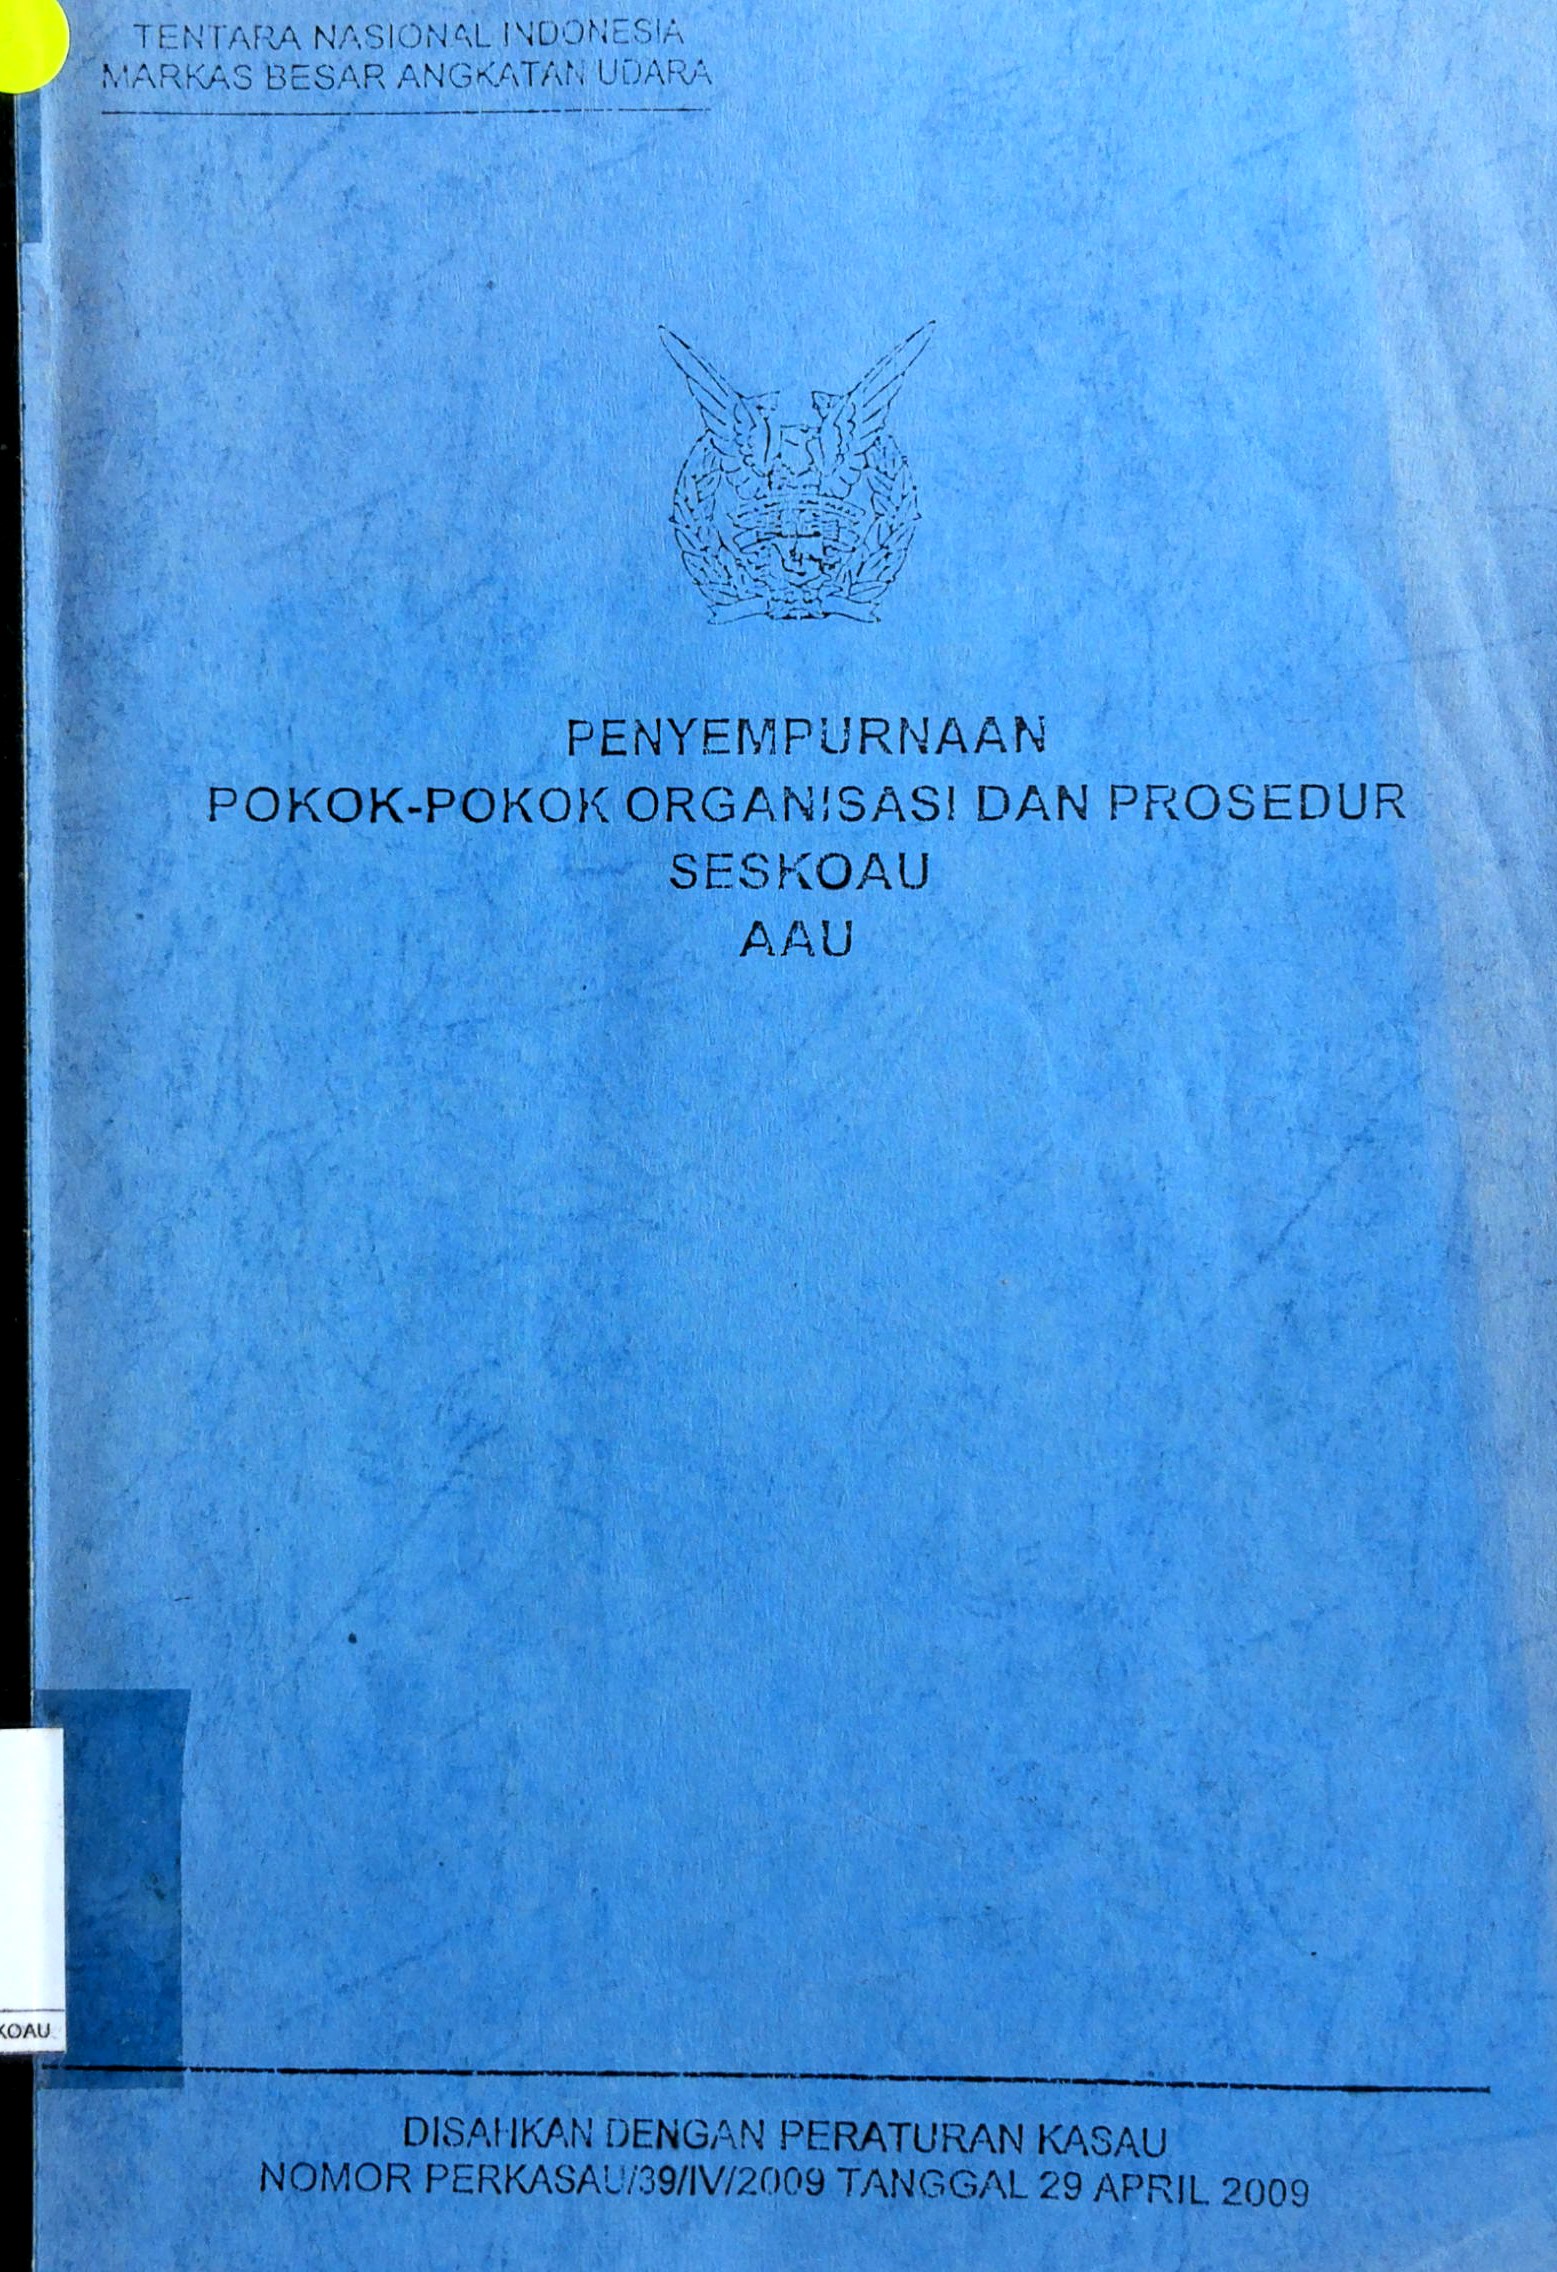 TENTARA NASIONAL INDONESIA
MARKAS BESAR ANGKATAN UDARA
PENYEMPURNAAN
POKOK-POKOK ORGANISASI DAN PROSEDUR
SESKOAU
AAU
KOAU
DISAHKAN DENGAN PERATURAN KASAU
NOMOR PERKASAU/39/IV/2009 TANGGAL 29 APRIL 2009